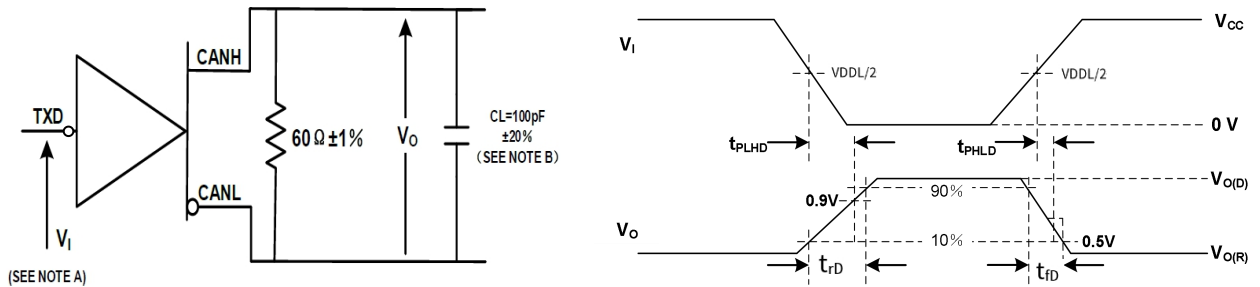 CANH
TXD
60Ω±1%
VO
CL=100pF
±20%
(SEE NOTE B)
CANL
VI
(SEE NOTE A)
VI
VCC
VDDL/2
VDDL/2
0 V
tPLHD
tPHLD
VO(D)
90%
0.9V
VO
10%
0.5V
VO(R)
trD
tfD